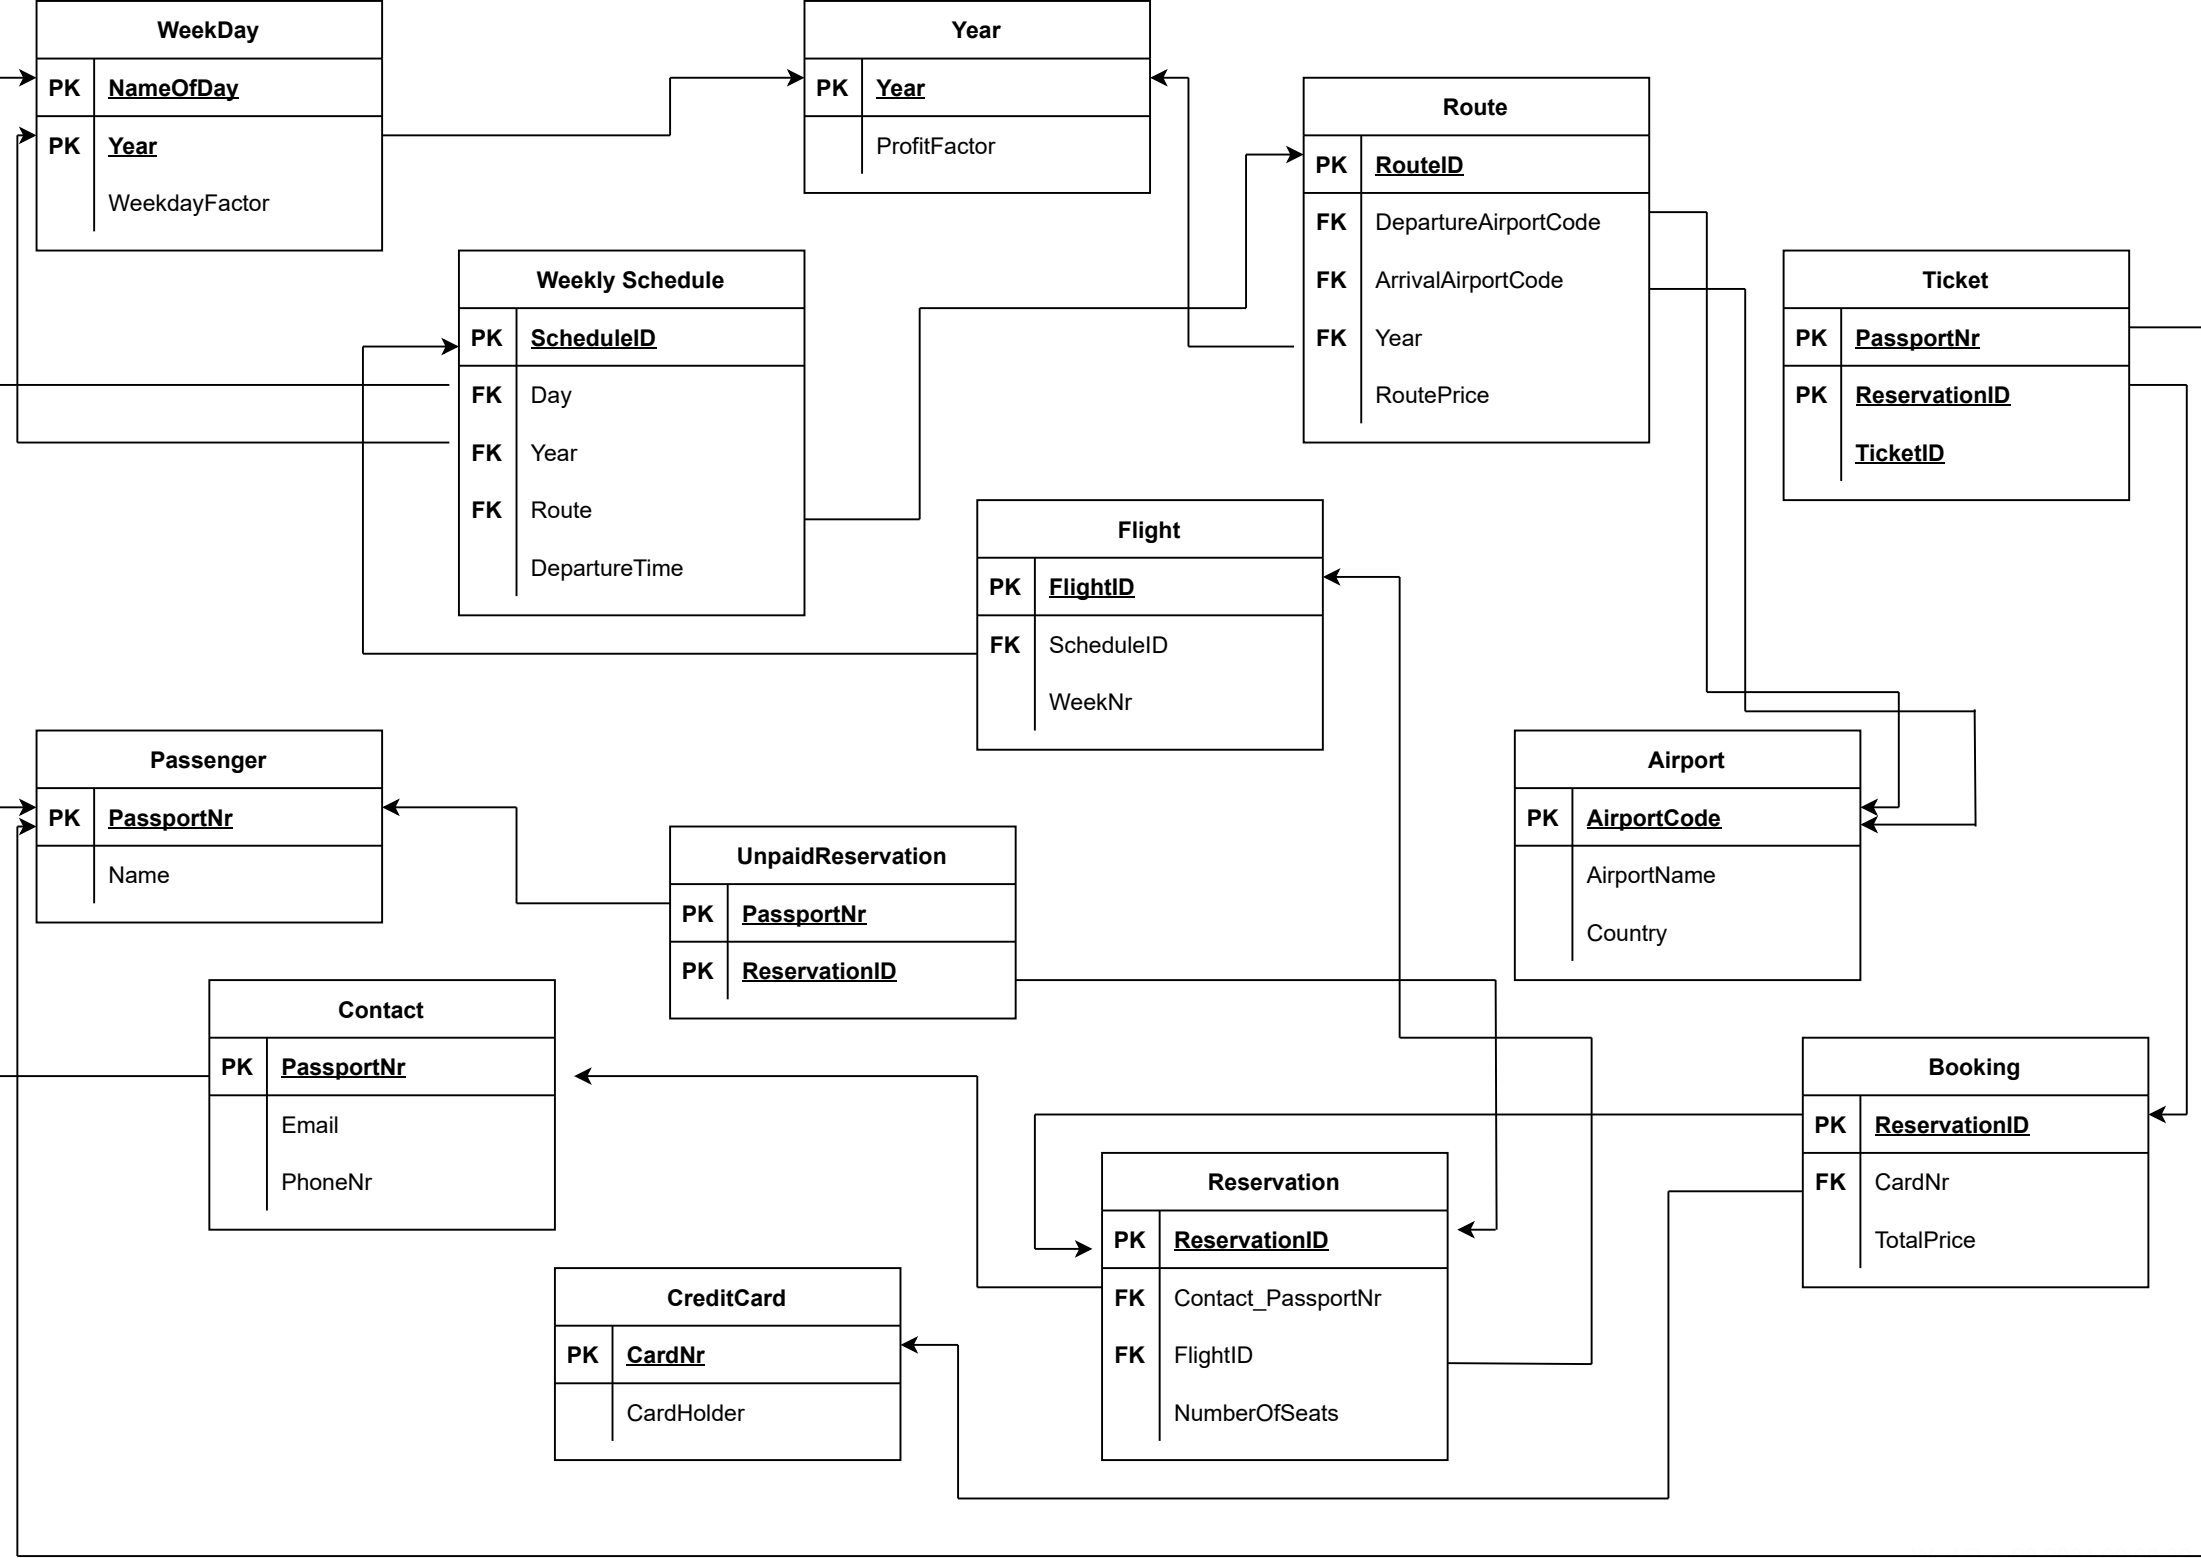 WeekDay
PK NameOfDay
PK Year
WeekdayFactor
Year
PK Year
ProfitFactor
Route
PK RouteID
FK DepartureAirportCode
FK ArrivalAirportCode
FK Year
RoutePrice
Weekly Schedule
PK ScheduleID
FK Day
FK Year
FK Route
DepartureTime
Ticket
PK PassportNr
PK ReservationID
TicketID
Flight
PK FlightID
FK ScheduleID
WeekNr
Passenger
PK PassportNr
Name
UnpaidReservation
PK PassportNr
PK ReservationID
Airport
PK AirportCode
AirportName
Country
Contact
PK PassportNr
Email
PhoneNr
Reservation
PK ReservationID
FK Contact_PassportNr
FK FlightID
NumberOfSeats
Booking
PK ReservationID
FK CardNr
TotalPrice
CreditCard
PK CardNr
CardHolder